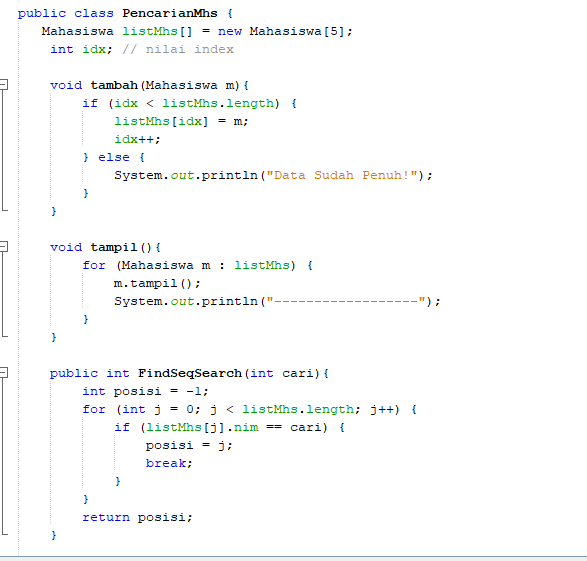 public class PencarianMhs {
Mahasiswa listMhs[] = new Mahasiswa[5];
int idx; // nilai index
void tambah(Mahasiswa m){
if (idx < listMhs.length) {
listMhs[idx] = m;
idx++;
} else {
System.out.println("Data Sudah Penuh!");
}
}
void tampil(){
for (Mahasiswa m : listMhs) {
m.tampil();
System.out.println("------------------");
}
}
public int FindSeqSearch(int cari){
int posisi = -1;
for (int j = 0; j < listMhs.length; j++) {
if (listMhs[j].nim == cari) {
posisi = j;
break;
}
}
return posisi;
}